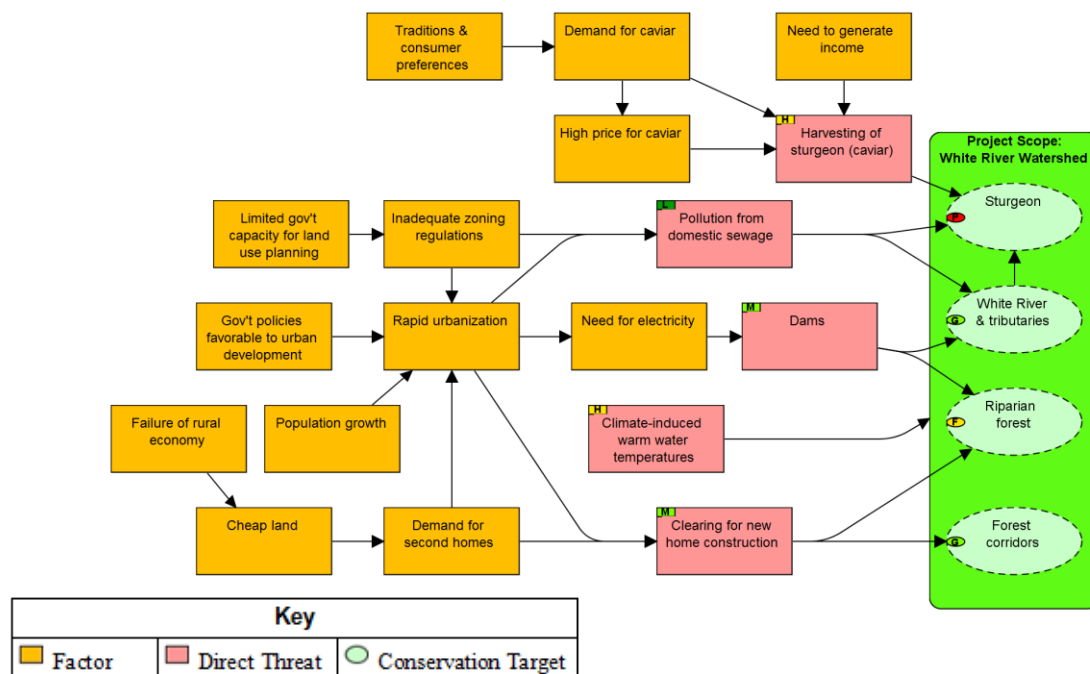 Traditions &
consumer
preferences
Demand for caviar
Need to generate
income
High price for caviar
H
Harvesting of
sturgeon (caviar)
Project Scope:
White River Watershed
Sturgeon
P
Limited gov't
capacity for land
use planning
Inadequate zoning
regulations
L
Pollution from
domestic sewage
White River
& tributaries
G
Gov't policies
favorable to urban
development
Rapid urbanization
Need for electricity
M
Dams
Riparian
forest
F
Failure of rural
economy
Population growth
H
Climate-induced
warm water
temperatures
Cheap land
Demand for
second homes
M
Clearing for new
home construction
Forest
corridors
G
Key
Factor
Direct Threat
Conservation Target